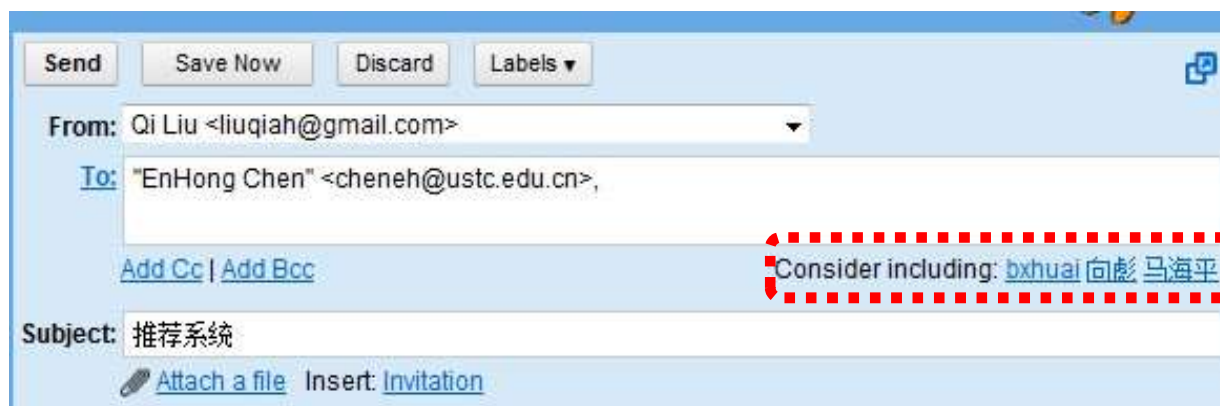 Send Save Now Discard Labels ▾
From: Qi Liu <liuqiah@gmail.com>
To: "EnHong Chen" <cheneh@ustc.edu.cn>,
Add Cc | Add Bcc Consider including: bxhuai 向彪 马海平
Subject: 推荐系统
Attach a file Insert: Invitation